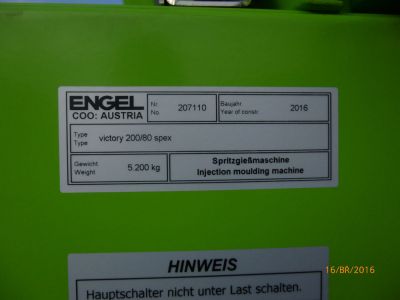 ENGEL
COO: AUSTRIA
Nr.
No.
207110
Baujahr
Year of constr.
2016
Type
Type
victory 200/80 spex
Gewicht
Weight
5.200 kg
Spritzgießmaschine
Injection moulding machine
HINWEIS
Hauptschalter nicht unter Last schalten.
16/BR/2016